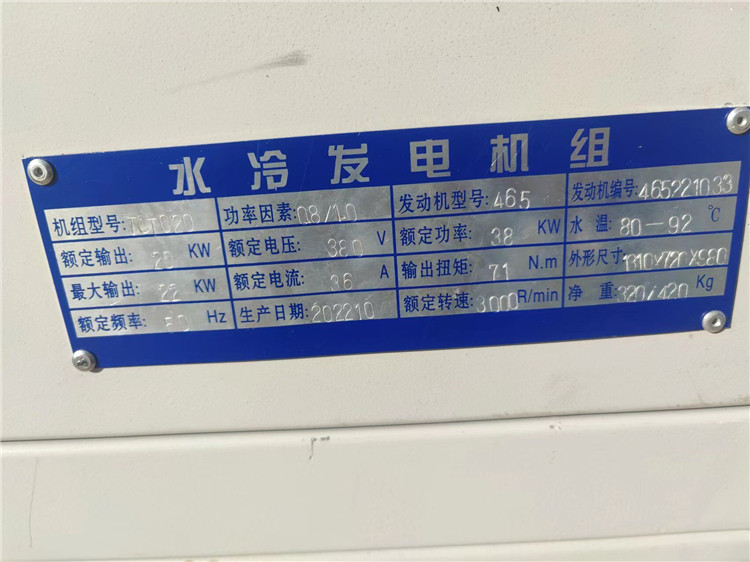 水冷发电机组
机组型号: 功率因素:0.8/1.0 发动机型号:465 发动机编号:465221033
额定输出: KW 额定电压:380 V 额定功率:38 KW 水 温:80-92 ℃
最大输出:22 KW 额定电流:36 A 输出扭矩:71 N.m 外形尺寸:1310×720×980
额定频率: Hz 生产日期:202210 额定转速:3000R/min 净 重:320/420 Kg